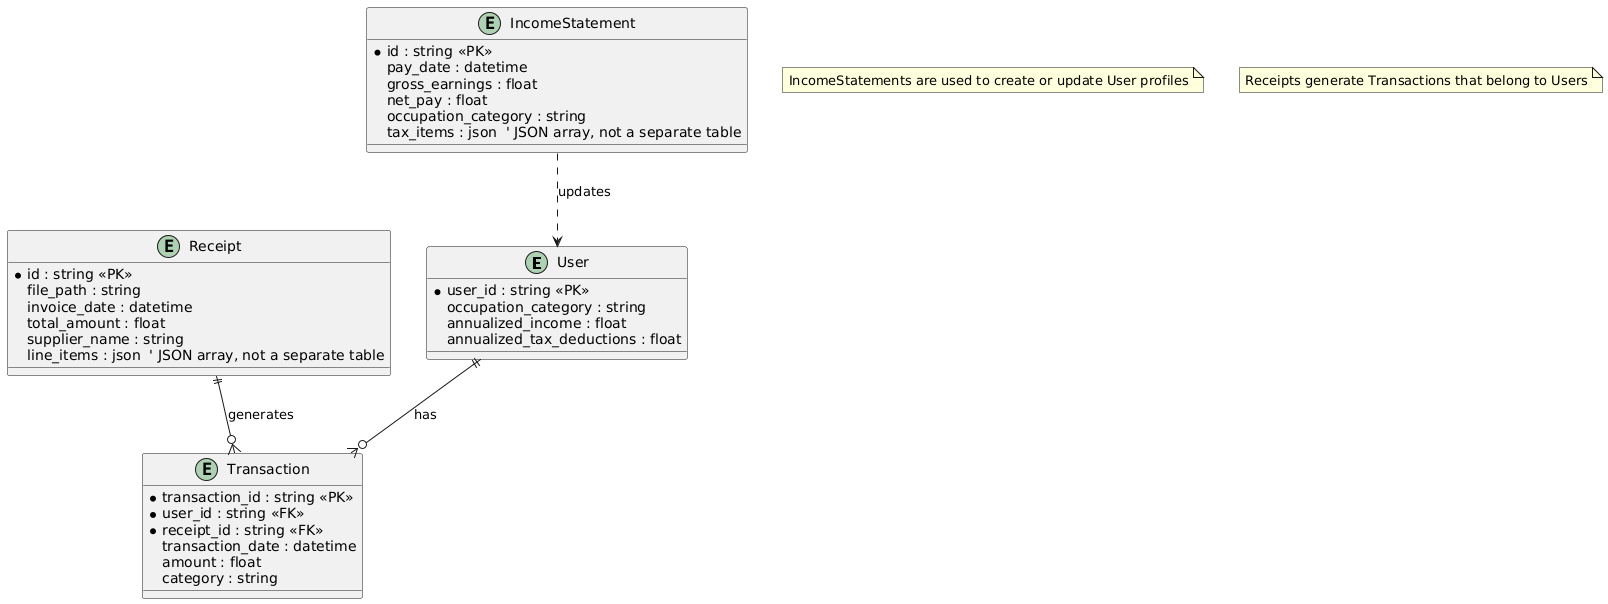 E IncomeStatement
id : string «PK»
pay_date : datetime
gross_earnings : float
net_pay : float
occupation_category : string
tax_items : json  ' JSON array, not a separate table
IncomeStatements are used to create or update User profiles
Receipts generate Transactions that belong to Users
updates
E Receipt
id : string «PK»
file_path : string
invoice_date : datetime
total_amount : float
supplier_name : string
line_items : json  ' JSON array, not a separate table
E User
user_id : string «PK»
occupation_category : string
annualized_income : float
annualized_tax_deductions : float
generates
has
E Transaction
transaction_id : string «PK»
user_id : string «FK»
receipt_id : string «FK»
transaction_date : datetime
amount : float
category : string